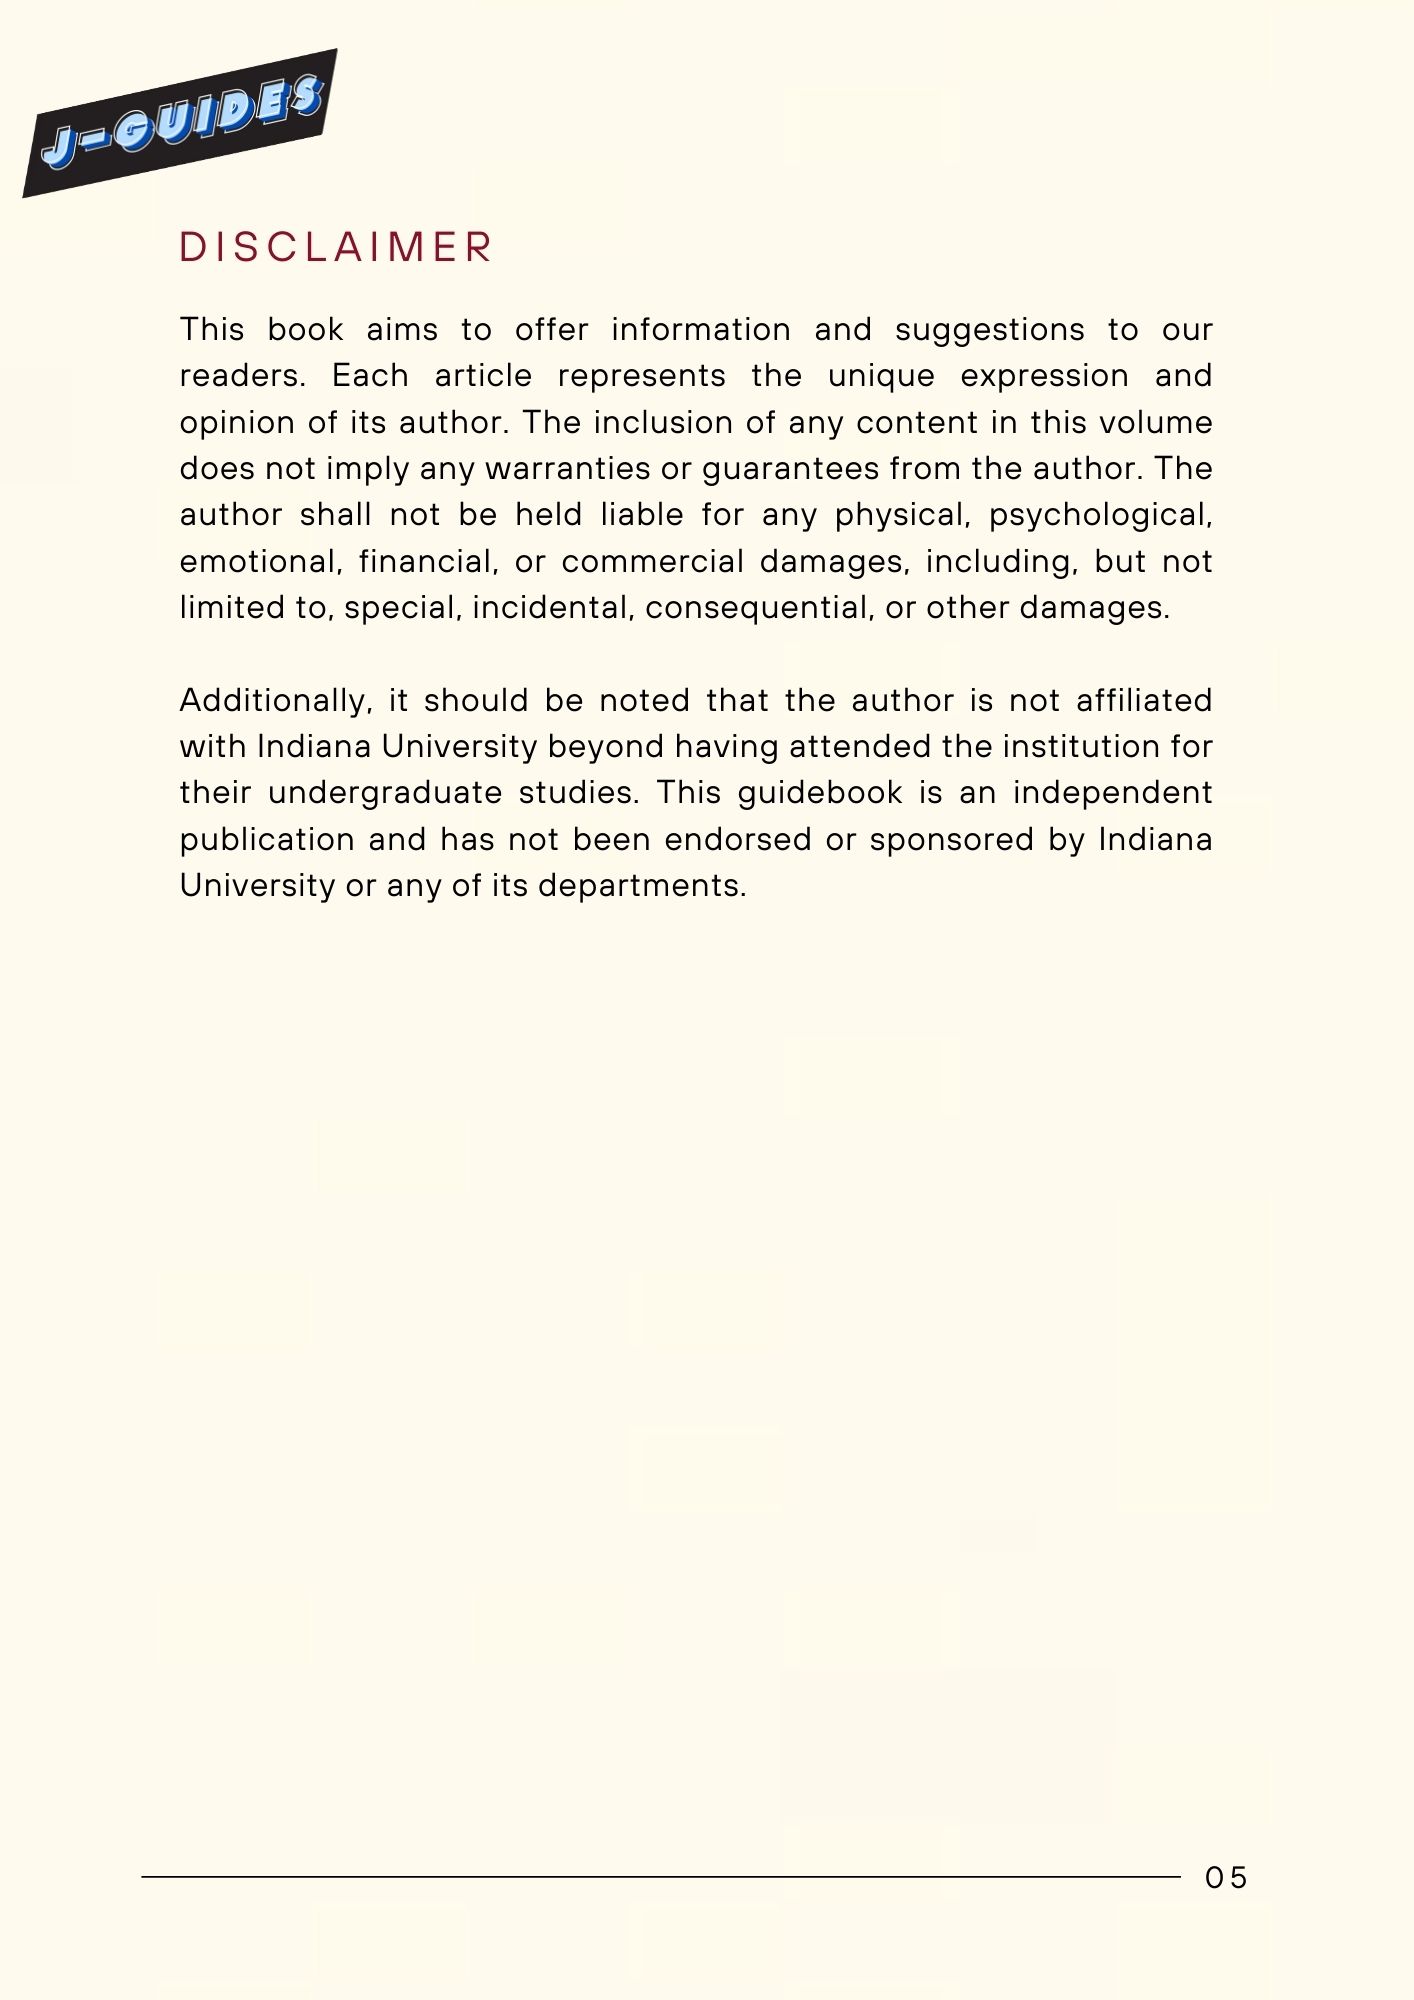 J-GUIDES
DISCLAIMER
This book aims to offer information and suggestions to our
readers. Each article represents the unique expression and
opinion of its author. The inclusion of any content in this volume
does not imply any warranties or guarantees from the author. The
author shall not be held liable for any physical, psychological,
emotional, financial, or commercial damages, including, but not
limited to, special, incidental, consequential, or other damages.
Additionally, it should be noted that the author is not affiliated
with Indiana University beyond having attended the institution for
their undergraduate studies. This guidebook is an independent
publication and has not been endorsed or sponsored by Indiana
University or any of its departments.
05